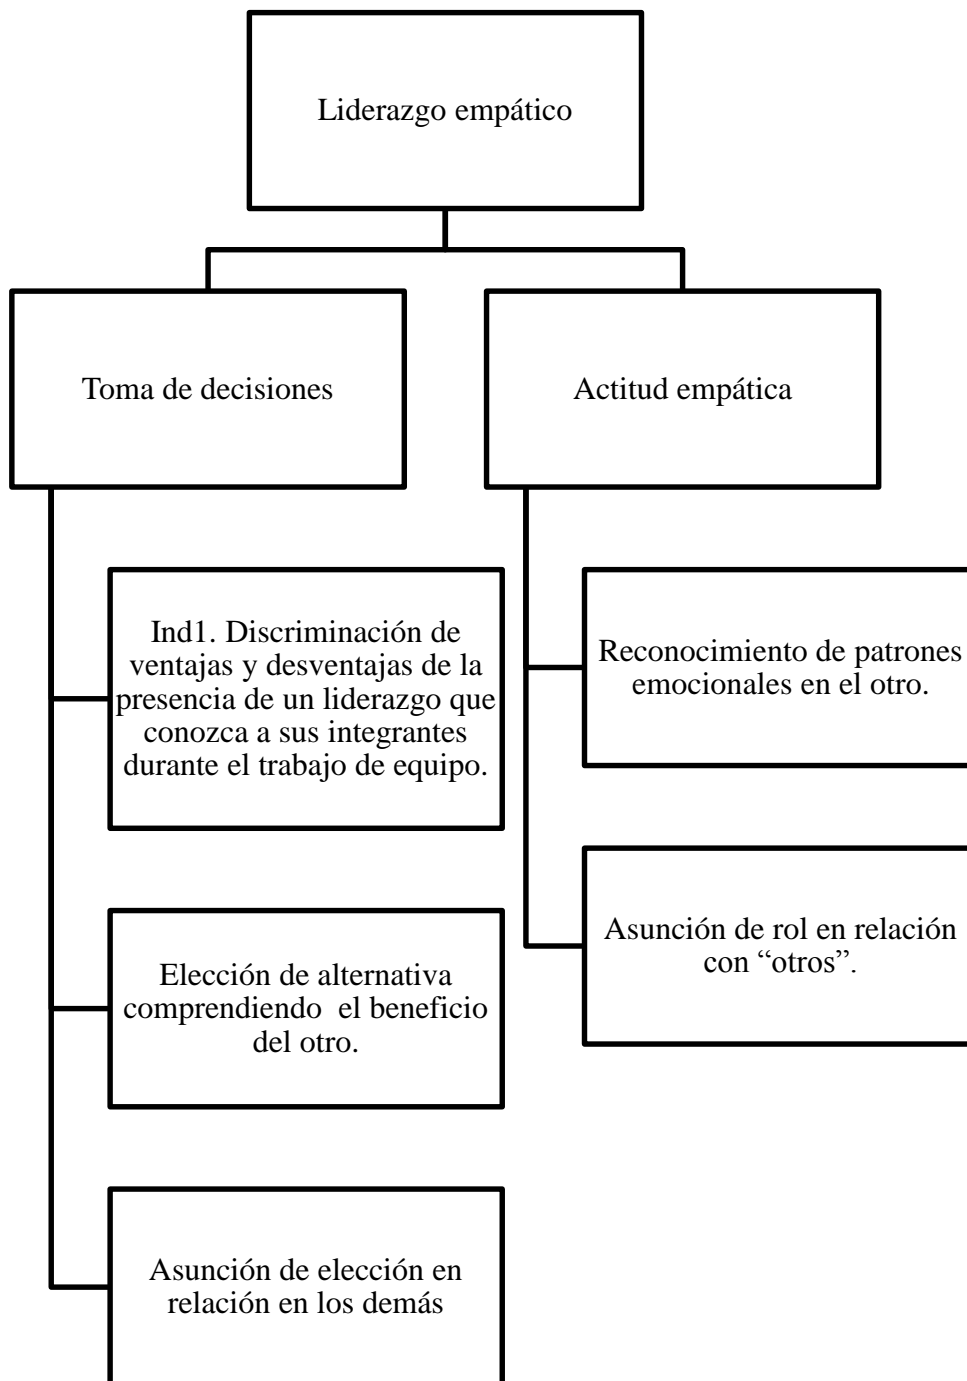 Liderazgo empático
Toma de decisiones
Actitud empática
Ind1. Discriminación de
ventajas y desventajas de la
presencia de un liderazgo que
conozca a sus integrantes
durante el trabajo de equipo.
Elección de alternativa
comprendiendo  el beneficio
del otro.
Asunción de elección en
relación en los demás
Reconocimiento de patrones
emocionales en el otro.
Asunción de rol en relación
con “otros”.